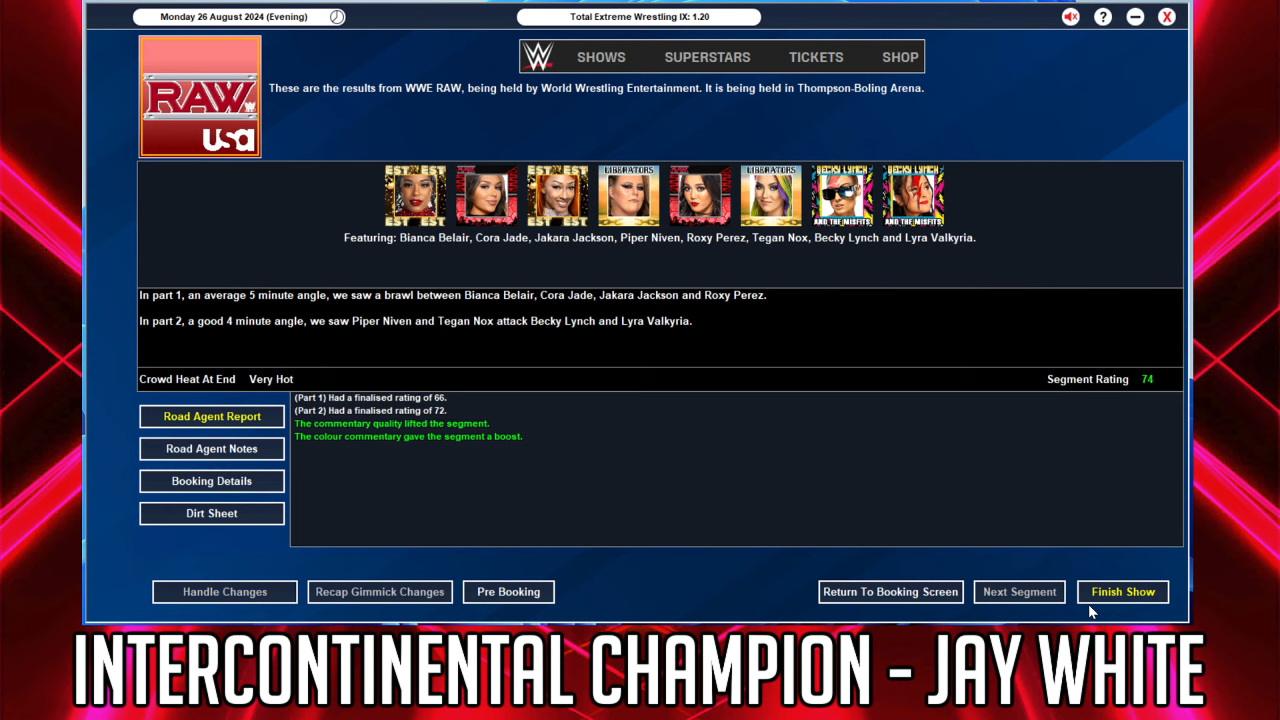 Monday 26 August 2024 (Evening)
Total Extreme Wrestling IX: 1.20
?
X
RAW
W
usa
W
SHOWS
SUPERSTARS
TICKETS
SHOP
These are the results from WWE RAW, being held by World Wrestling Entertainment. It is being held in Thompson-Boling Arena.
EST EST
EST EST
LIBERATORS
LIBERATORS
BECKY LYNCH
BECKY LYNCH
EST EST
EST EST
AND THE MISFITS
AND THE MISFITS
Featuring: Bianca Belair, Cora Jade, Jakara Jackson, Piper Niven, Roxy Perez, Tegan Nox, Becky Lynch and Lyra Valkyria.
In part 1, an average 5 minute angle, we saw a brawl between Bianca Belair, Cora Jade, Jakara Jackson and Roxy Perez.
In part 2, a good 4 minute angle, we saw Piper Niven and Tegan Nox attack Becky Lynch and Lyra Valkyria.
Crowd Heat At End Very Hot
Segment Rating 74
Road Agent Report
Road Agent Notes
Booking Details
Dirt Sheet
(Part 1) Had a finalised rating of 66.
(Part 2) Had a finalised rating of 72.
The commentary quality lifted the segment.
The colour commentary gave the segment a boost.
Handle Changes
Recap Gimmick Changes
Pre Booking
Return To Booking Screen
Next Segment
Finish Show
INTERCONTINENTAL CHAMPION - JAY WHITE